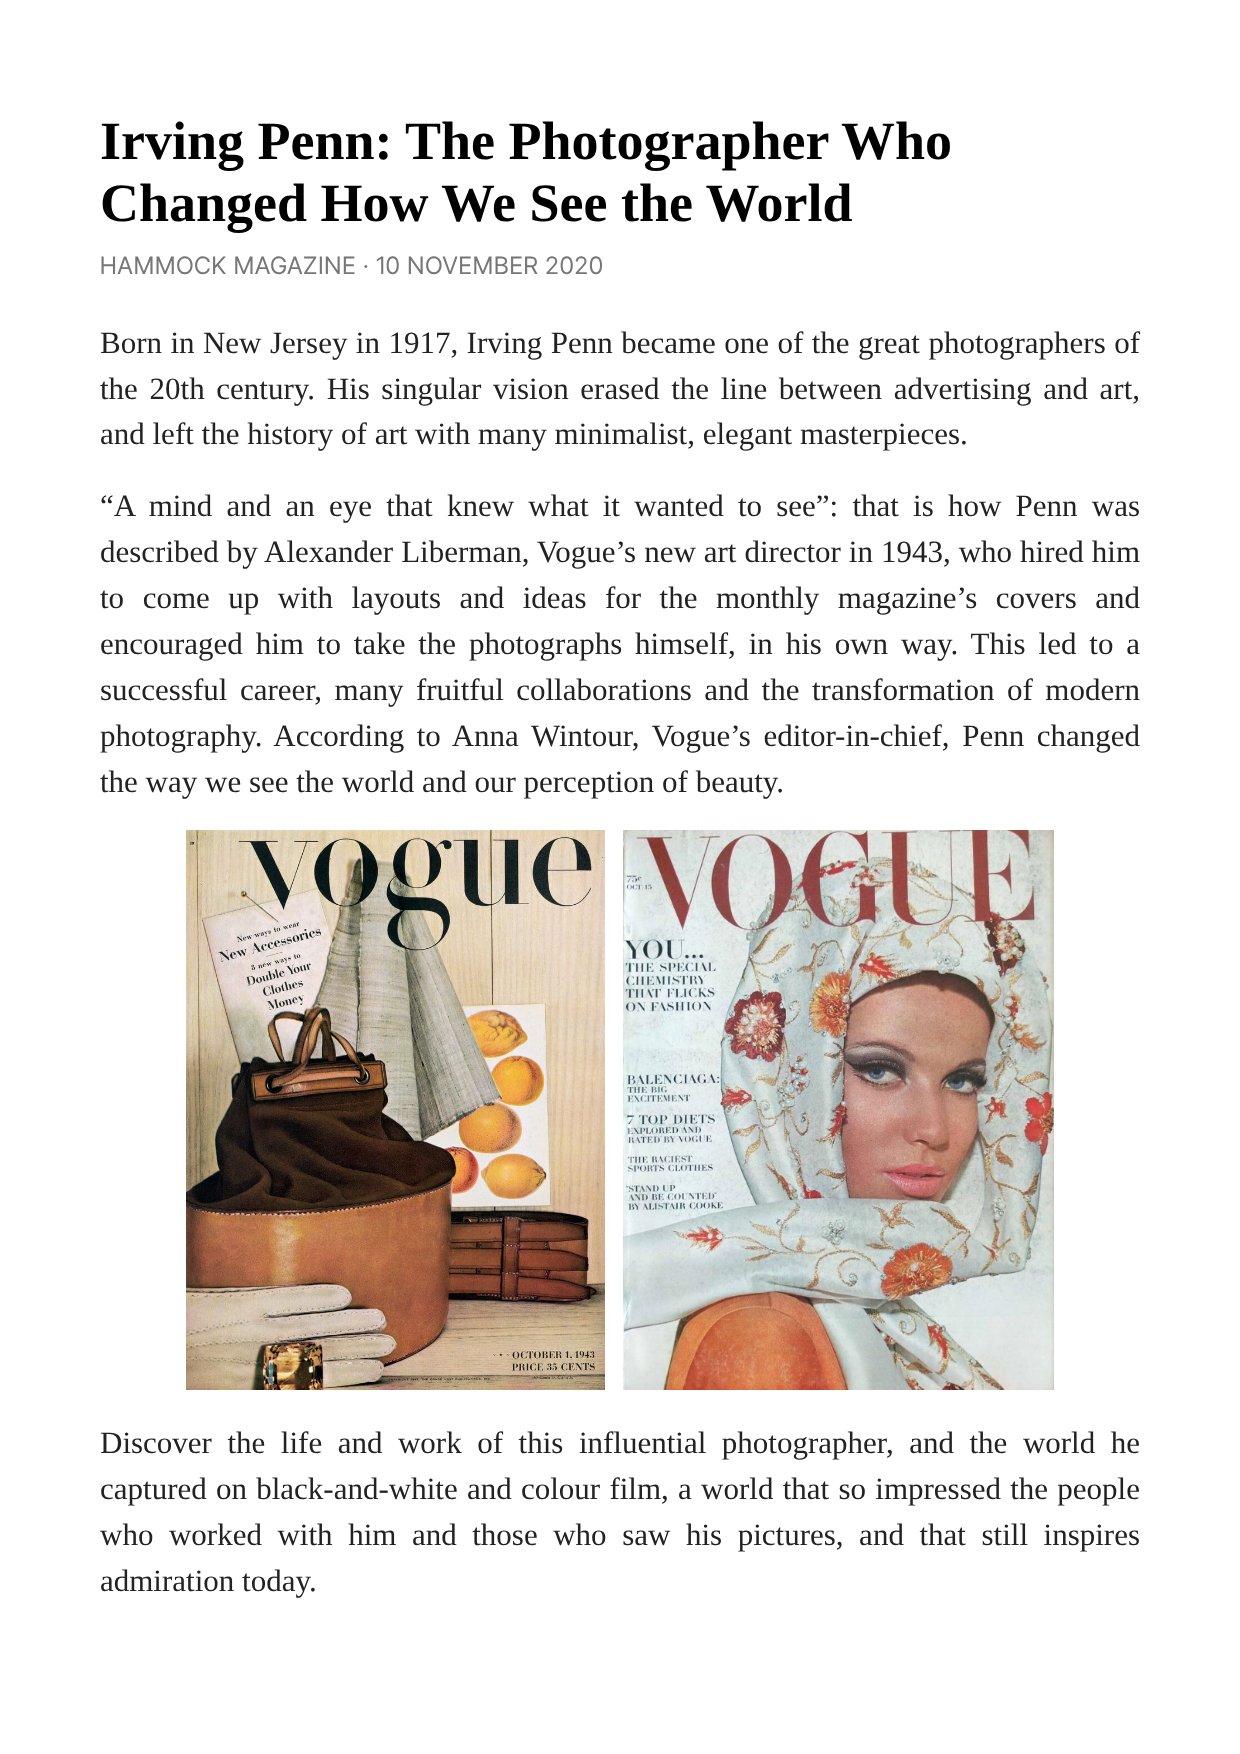 Irving Penn: The Photographer Who
Changed How We See the World
HAMMOCK MAGAZINE · 10 NOVEMBER 2020
Born in New Jersey in 1917, Irving Penn became one of the great photographers of
the 20th century. His singular vision erased the line between advertising and art,
and left the history of art with many minimalist, elegant masterpieces.
“A mind and an eye that knew what it wanted to see”: that is how Penn was
described by Alexander Liberman, Vogue’s new art director in 1943, who hired him
to come up with layouts and ideas for the monthly magazine’s covers and
encouraged him to take the photographs himself, in his own way. This led to a
successful career, many fruitful collaborations and the transformation of modern
photography. According to Anna Wintour, Vogue’s editor-in-chief, Penn changed
the way we see the world and our perception of beauty.
vogue
New ways to wear
New Accessories
8 new ways to
Double Your
Clothes
Money
OCTOBER 1, 1943
PRICE 35 CENTS
VOGUE
75¢
OCT 15
YOU...
THE SPECIAL
CHEMISTRY
THAT FLICKS
ON FASHION
BALENCIAGA:
THE BIG
EXCITEMENT
7 TOP DIETS
EXPLORED AND
RATED BY VOGUE
THE RACIEST
SPORTS CLOTHES
"STAND UP
AND BE COUNTED"
BY ALISTAIR COOKE
Discover the life and work of this influential photographer, and the world he
captured on black-and-white and colour film, a world that so impressed the people
who worked with him and those who saw his pictures, and that still inspires
admiration today.